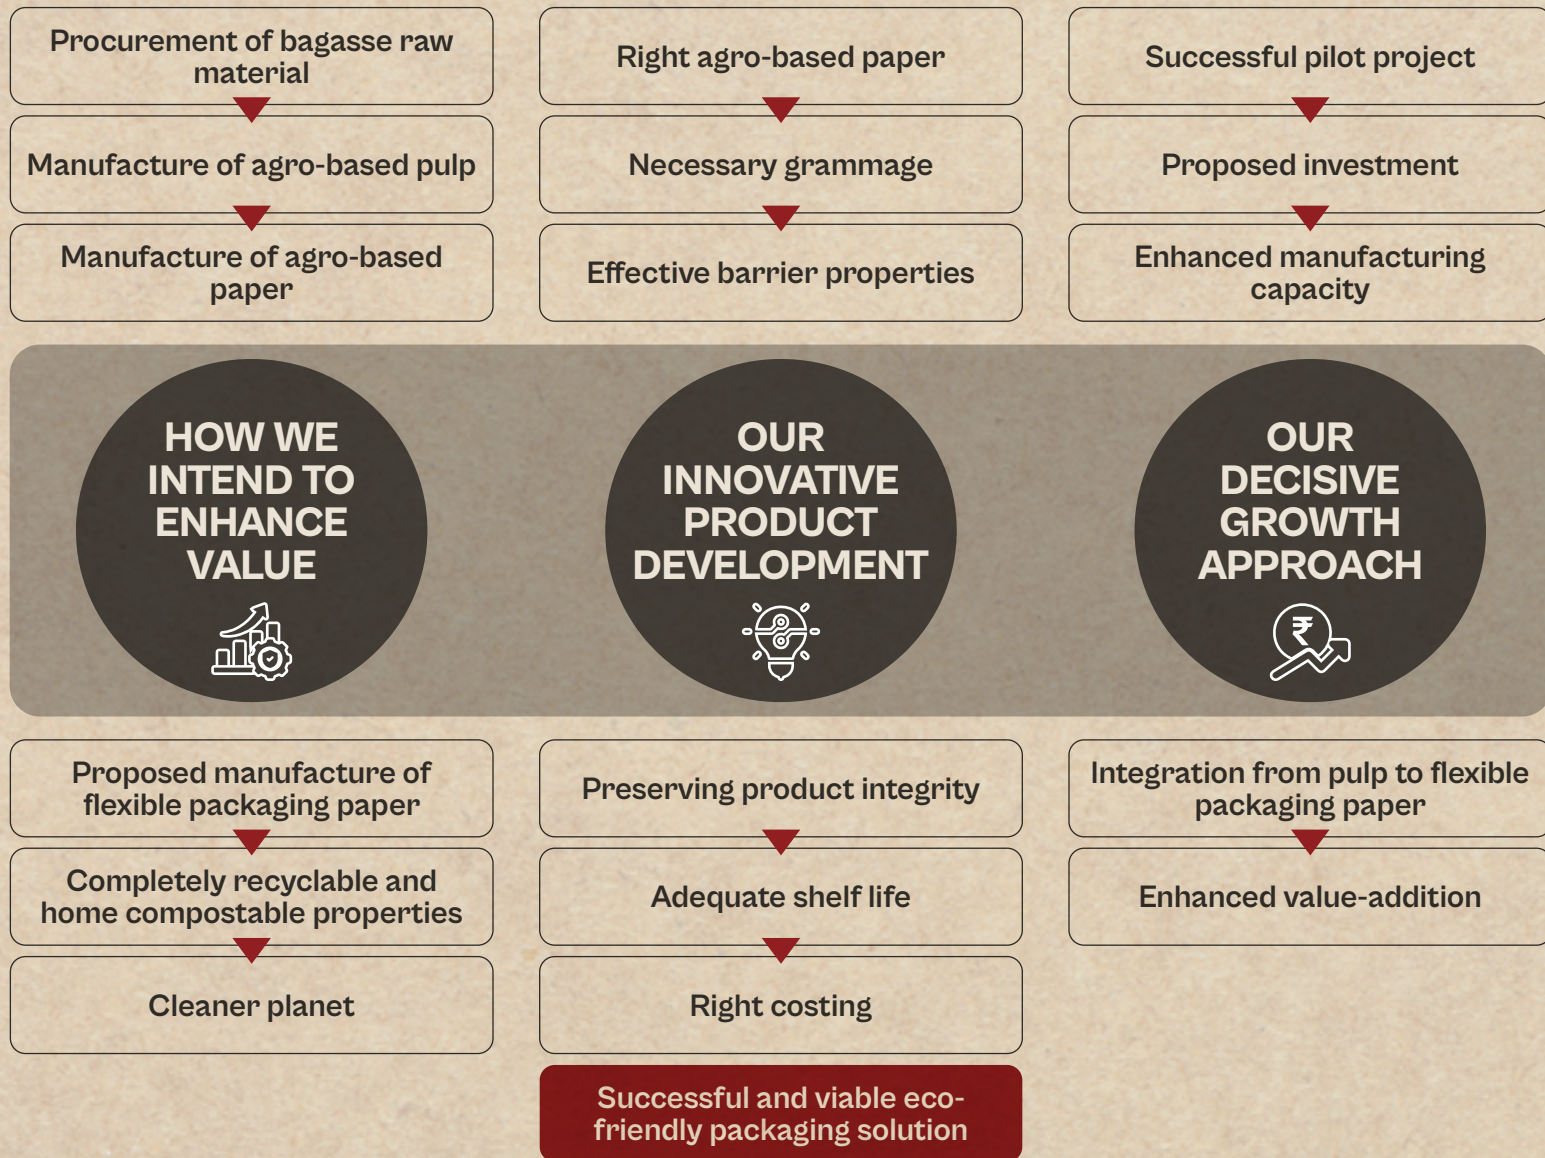 Procurement of bagasse raw
material
Manufacture of agro-based pulp
Manufacture of agro-based
paper
HOW WE
INTEND TO
ENHANCE
VALUE
Proposed manufacture of
flexible packaging paper
Completely recyclable and
home compostable properties
Cleaner planet
Right agro-based paper
Necessary grammage
Effective barrier properties
OUR
INNOVATIVE
PRODUCT
DEVELOPMENT
Preserving product integrity
Adequate shelf life
Right costing
Successful and viable eco-
friendly packaging solution
Successful pilot project
Proposed investment
Enhanced manufacturing
capacity
OUR
DECISIVE
GROWTH
APPROACH
₹
Integration from pulp to flexible
packaging paper
Enhanced value-addition